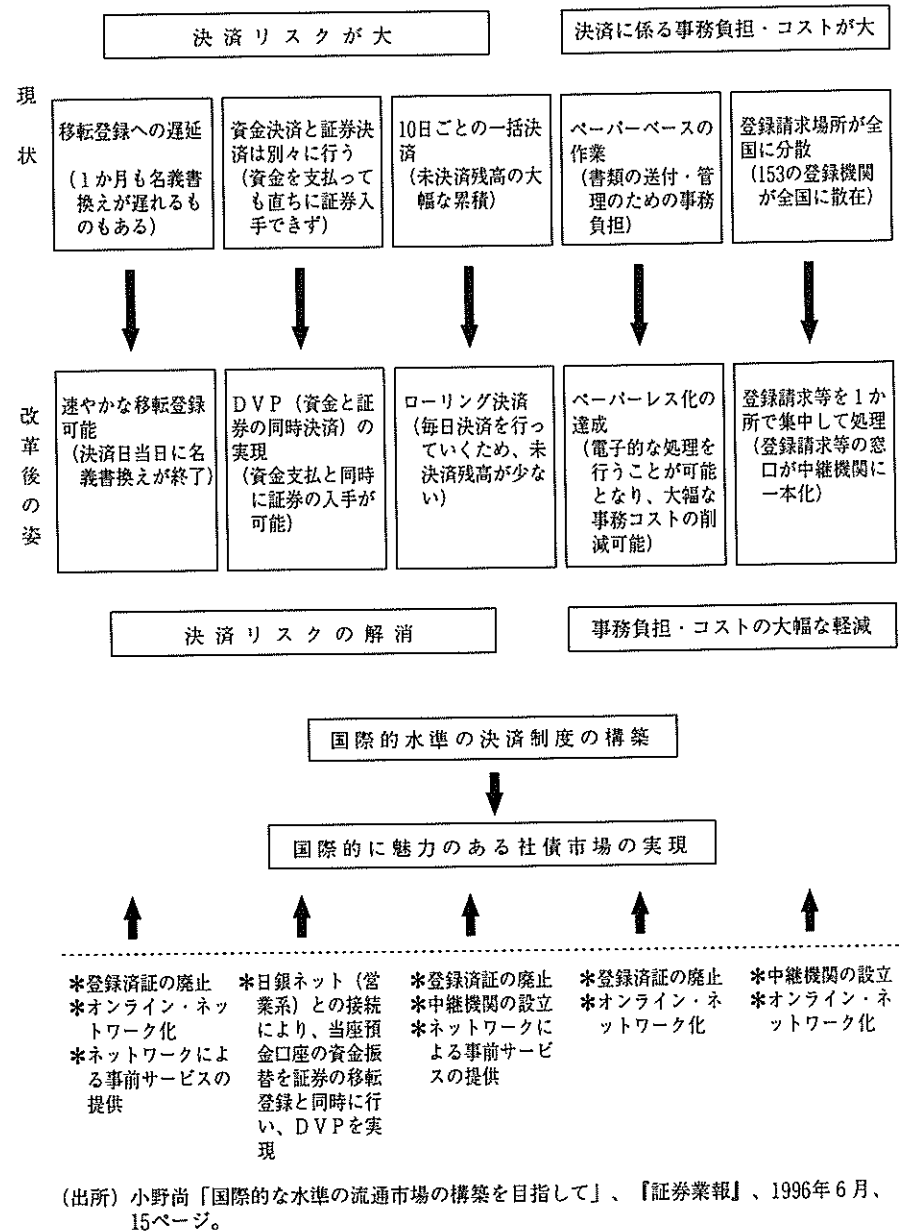 決済リスクが大
決済に係る事務負担・コストが大
現状
移転登録への遅延
(1か月も名義書
換えが遅れるも
のもある)
資金決済と証券決
済は別々に行う
(資金を支払って
も直ちに証券入
手できず)
10日ごとの一括決
済
(未決済残高の大
幅な累積)
ペーパーベースの
作業
(書類の送付・管
理のための事務
負担)
登録請求場所が全
国に分散
(153の登録機関
が全国に散在)
改革後の姿
速やかな移転登録
可能
(決済日当日に名
義書換えが終了)
DVP(資金と証
券の同時決済)の
実現
(資金支払と同時
に証券の入手が
可能)
ローリング決済
(毎日決済を行っ
ていくため、未
決済残高が少な
い)
ペーパーレス化の
達成
(電子的な処理を
行うことが可能
となり、大幅な
事務コストの削
減可能)
登録請求等を1か
所で集中して処理
(登録請求等の窓
口が中継機関に
一本化)
決済リスクの解消
事務負担・コストの大幅な軽減
国際的水準の決済制度の構築
国際的に魅力のある社債市場の実現
*登録済証の廃止
*オンライン・ネッ
トワーク化
*ネットワークによ
る事前サービスの
提供
*日銀ネット(営
業系)との接続
により、当座預
金口座の資金振
替を証券の移転
登録と同時に行
い、DVPを実
現
*登録済証の廃止
*中継機関の設立
*ネットワークに
よる事前サービ
スの提供
*登録済証の廃止
*オンライン・ネ
ットワーク化
*中継機関の設立
*オンライン・ネ
ットワーク化
(出所)小野尚「国際的な水準の流通市場の構築を目指して」、『証券業報』、1996年6月、
15ページ。